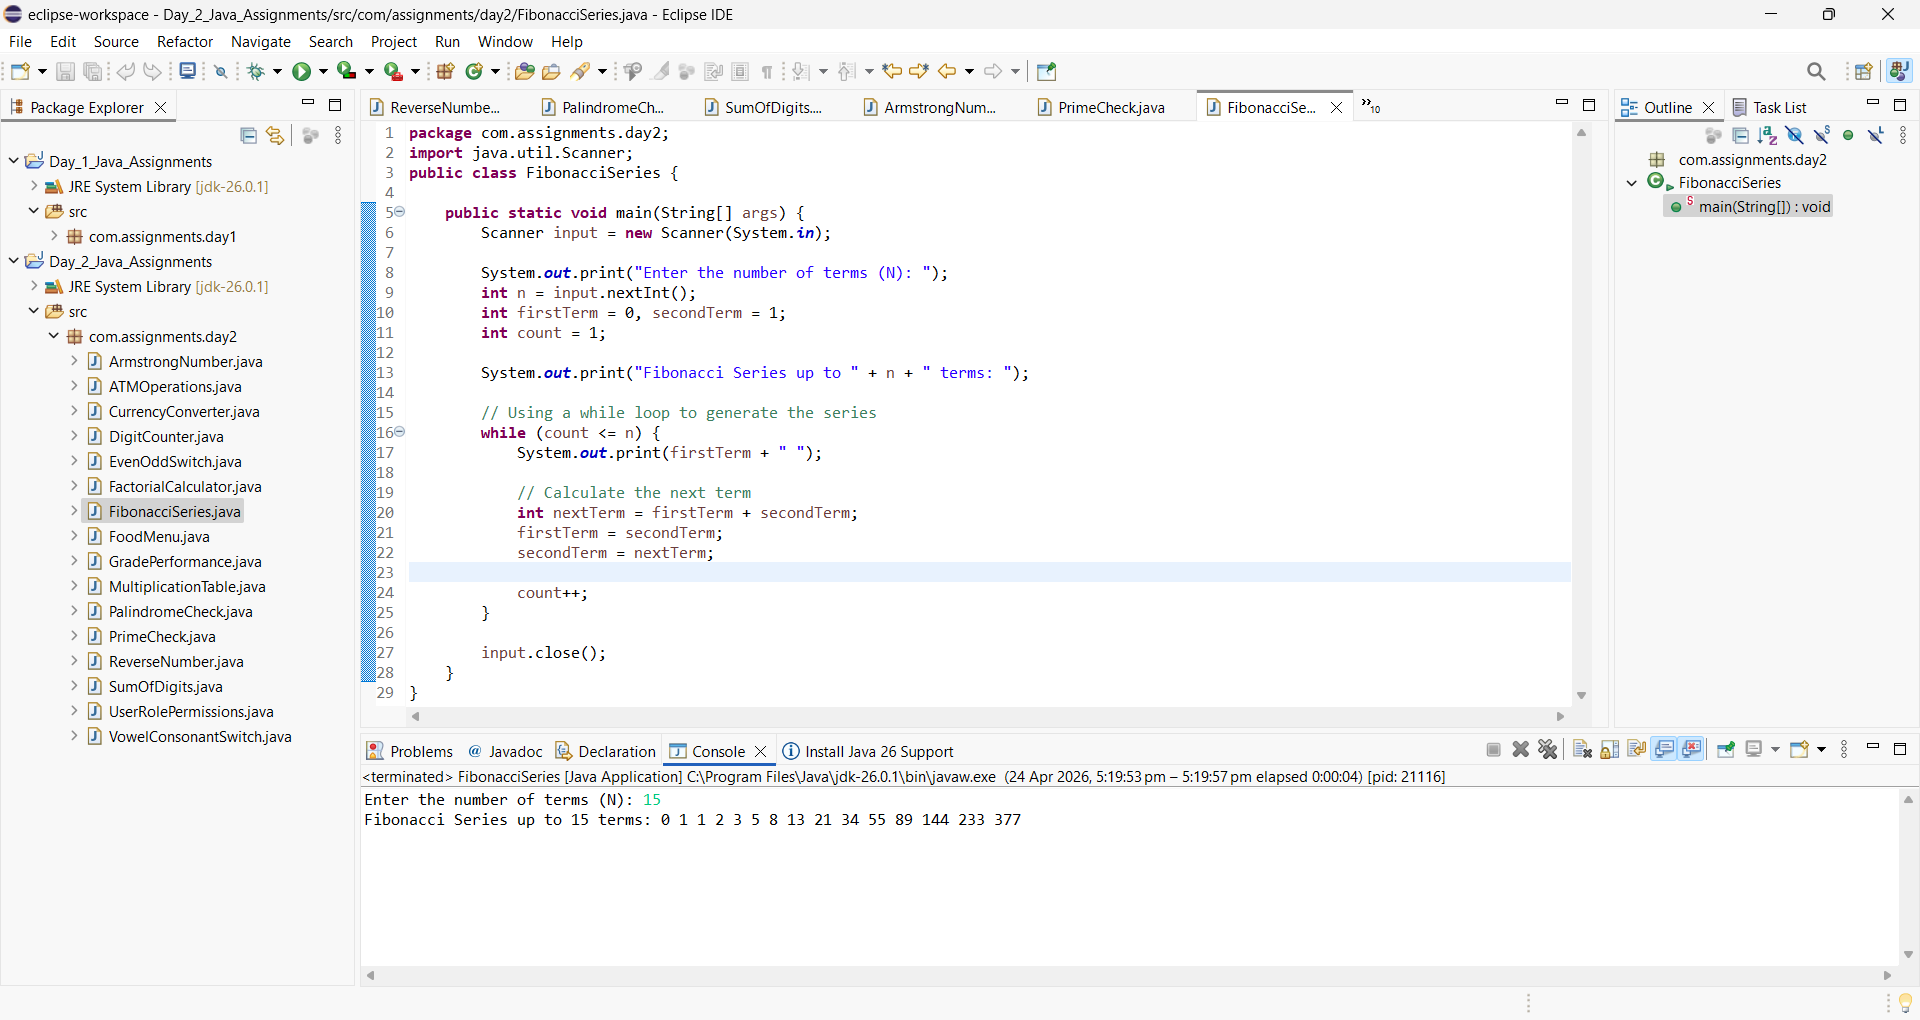 eclipse-workspace - Day_2_Java_Assignments/src/com/assignments/day2/FibonacciSeries.java - Eclipse IDE
File Edit Source Refactor Navigate Search Project Run Window Help
Package Explorer
Day_1_Java_Assignments
JRE System Library [jdk-26.0.1]
src
com.assignments.day1
Day_2_Java_Assignments
JRE System Library [jdk-26.0.1]
src
com.assignments.day2
ArmstrongNumber.java
ATMOperations.java
CurrencyConverter.java
DigitCounter.java
EvenOddSwitch.java
FactorialCalculator.java
FibonacciSeries.java
FoodMenu.java
GradePerformance.java
MultiplicationTable.java
PalindromeCheck.java
PrimeCheck.java
ReverseNumber.java
SumOfDigits.java
UserRolePermissions.java
VowelConsonantSwitch.java
ReverseNumbe... PalindromeCh... SumOfDigits.... ArmstrongNum... PrimeCheck.java FibonacciSe... »10
1 package com.assignments.day2;
2 import java.util.Scanner;
3 public class FibonacciSeries {
4
5     public static void main(String[] args) {
6         Scanner input = new Scanner(System.in);
7
8         System.out.print("Enter the number of terms (N): ");
9         int n = input.nextInt();
10         int firstTerm = 0, secondTerm = 1;
11         int count = 1;
12
13         System.out.print("Fibonacci Series up to " + n + " terms: ");
14
15         // Using a while loop to generate the series
16         while (count <= n) {
17             System.out.print(firstTerm + " ");
18
19             // Calculate the next term
20             int nextTerm = firstTerm + secondTerm;
21             firstTerm = secondTerm;
22             secondTerm = nextTerm;
23
24             count++;
25         }
26
27         input.close();
28     }
29 }
Outline Task List
com.assignments.day2
FibonacciSeries
main(String[]) : void
Problems @ Javadoc Declaration Console Install Java 26 Support
<terminated> FibonacciSeries [Java Application] C:\Program Files\Java\jdk-26.0.1\bin\javaw.exe (24 Apr 2026, 5:19:53 pm – 5:19:57 pm elapsed 0:00:04) [pid: 21116]
Enter the number of terms (N): 15
Fibonacci Series up to 15 terms: 0 1 1 2 3 5 8 13 21 34 55 89 144 233 377